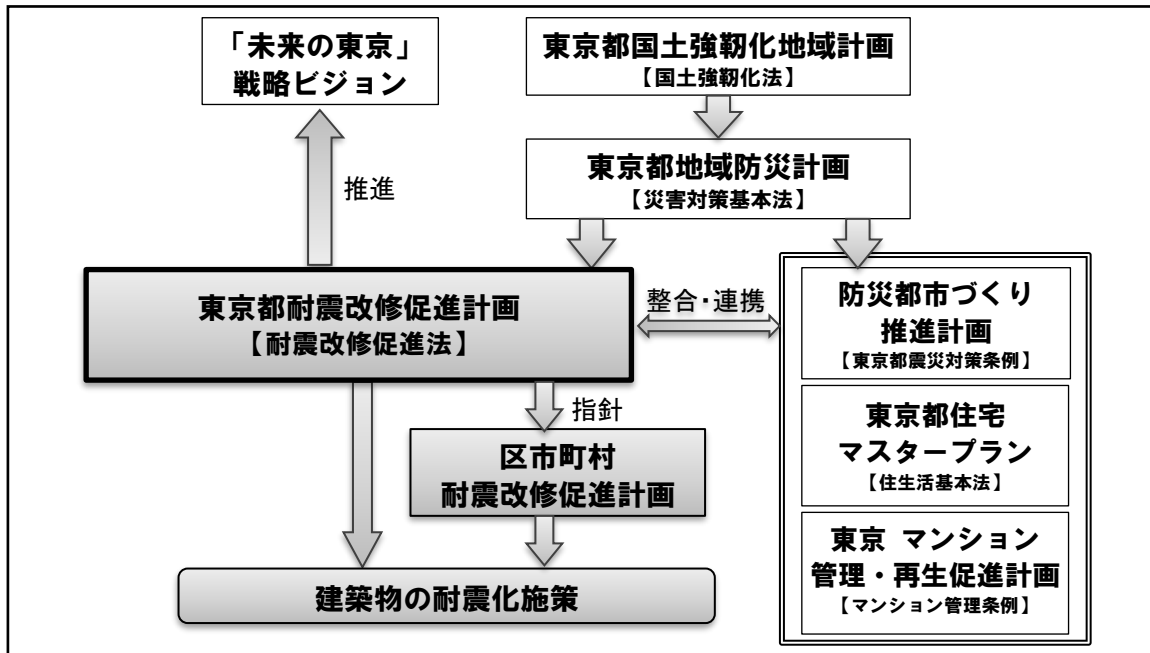 「未来の東京」
戦略ビジョン
東京都国土強靭化地域計画
【国土強靭化法】
東京都地域防災計画
【災害対策基本法】
推進
東京都耐震改修促進計画
【耐震改修促進法】
整合・連携
防災都市づくり
推進計画
【東京都震災対策条例】
東京都住宅
マスタープラン
【住生活基本法】
東京 マンション
管理・再生促進計画
【マンション管理条例】
指針
区市町村
耐震改修促進計画
建築物の耐震化施策